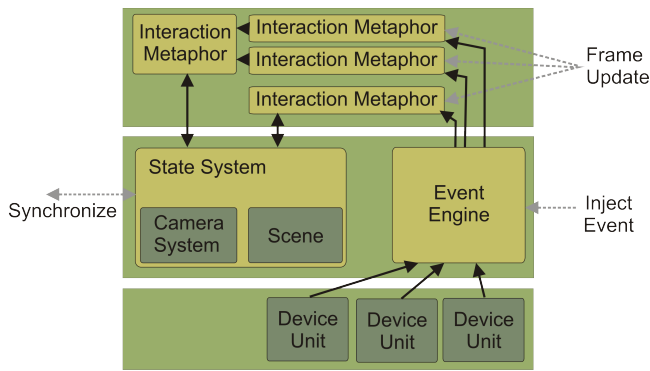 Interaction
Metaphor
Interaction Metaphor
Interaction Metaphor
Interaction Metaphor
Frame
Update
State System
Camera
System
Scene
Event
Engine
Synchronize
Inject
Event
Device
Unit
Device
Unit
Device
Unit